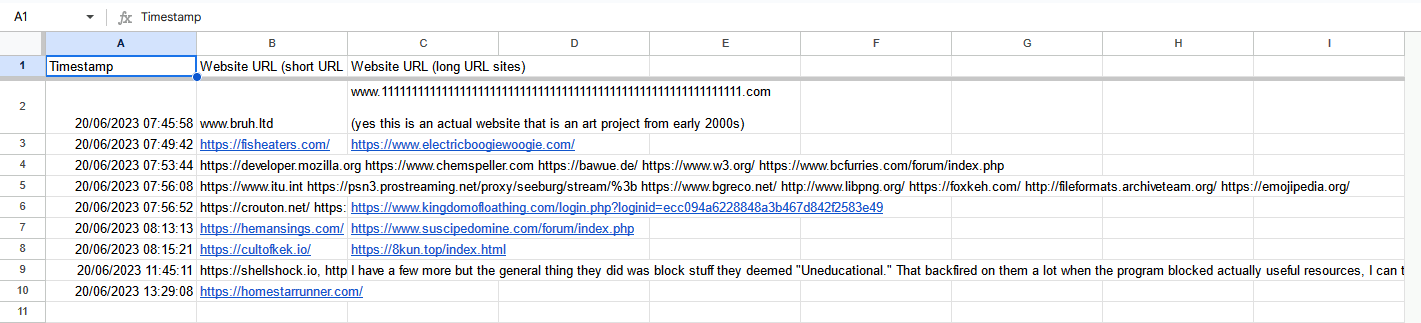 A1 fx Timestamp
A B C D E F G H I
1 Timestamp Website URL (short URL Website URL (long URL sites)
www.1111111111111111111111111111111111111111111111111111111111111.com
2 20/06/2023 07:45:58 www.bruh.ltd (yes this is an actual website that is an art project from early 2000s)
3 20/06/2023 07:49:42 https://fisheaters.com/ https://www.electricboogiewoogie.com/
4 20/06/2023 07:53:44 https://developer.mozilla.org https://www.chemspeller.com https://bawue.de/ https://www.w3.org/ https://www.bcfurries.com/forum/index.php
5 20/06/2023 07:56:08 https://www.itu.int https://psn3.prostreaming.net/proxy/seeburg/stream/%3b https://www.bgreco.net/ http://www.libpng.org/ https://foxkeh.com/ http://fileformats.archiveteam.org/ https://emojipedia.org/
6 20/06/2023 07:56:52 https://crouton.net/ https: https://www.kingdomofloathing.com/login.php?loginid=ecc094a6228848a3b467d842f2583e49
7 20/06/2023 08:13:13 https://hemansings.com/ https://www.suscipedomine.com/forum/index.php
8 20/06/2023 08:15:21 https://cultofkek.io/ https://8kun.top/index.html
9 20/06/2023 11:45:11 https://shellshock.io, http I have a few more but the general thing they did was block stuff they deemed "Uneducational." That backfired on them a lot when the program blocked actually useful resources, I can t
10 20/06/2023 13:29:08 https://homestarrunner.com/
11